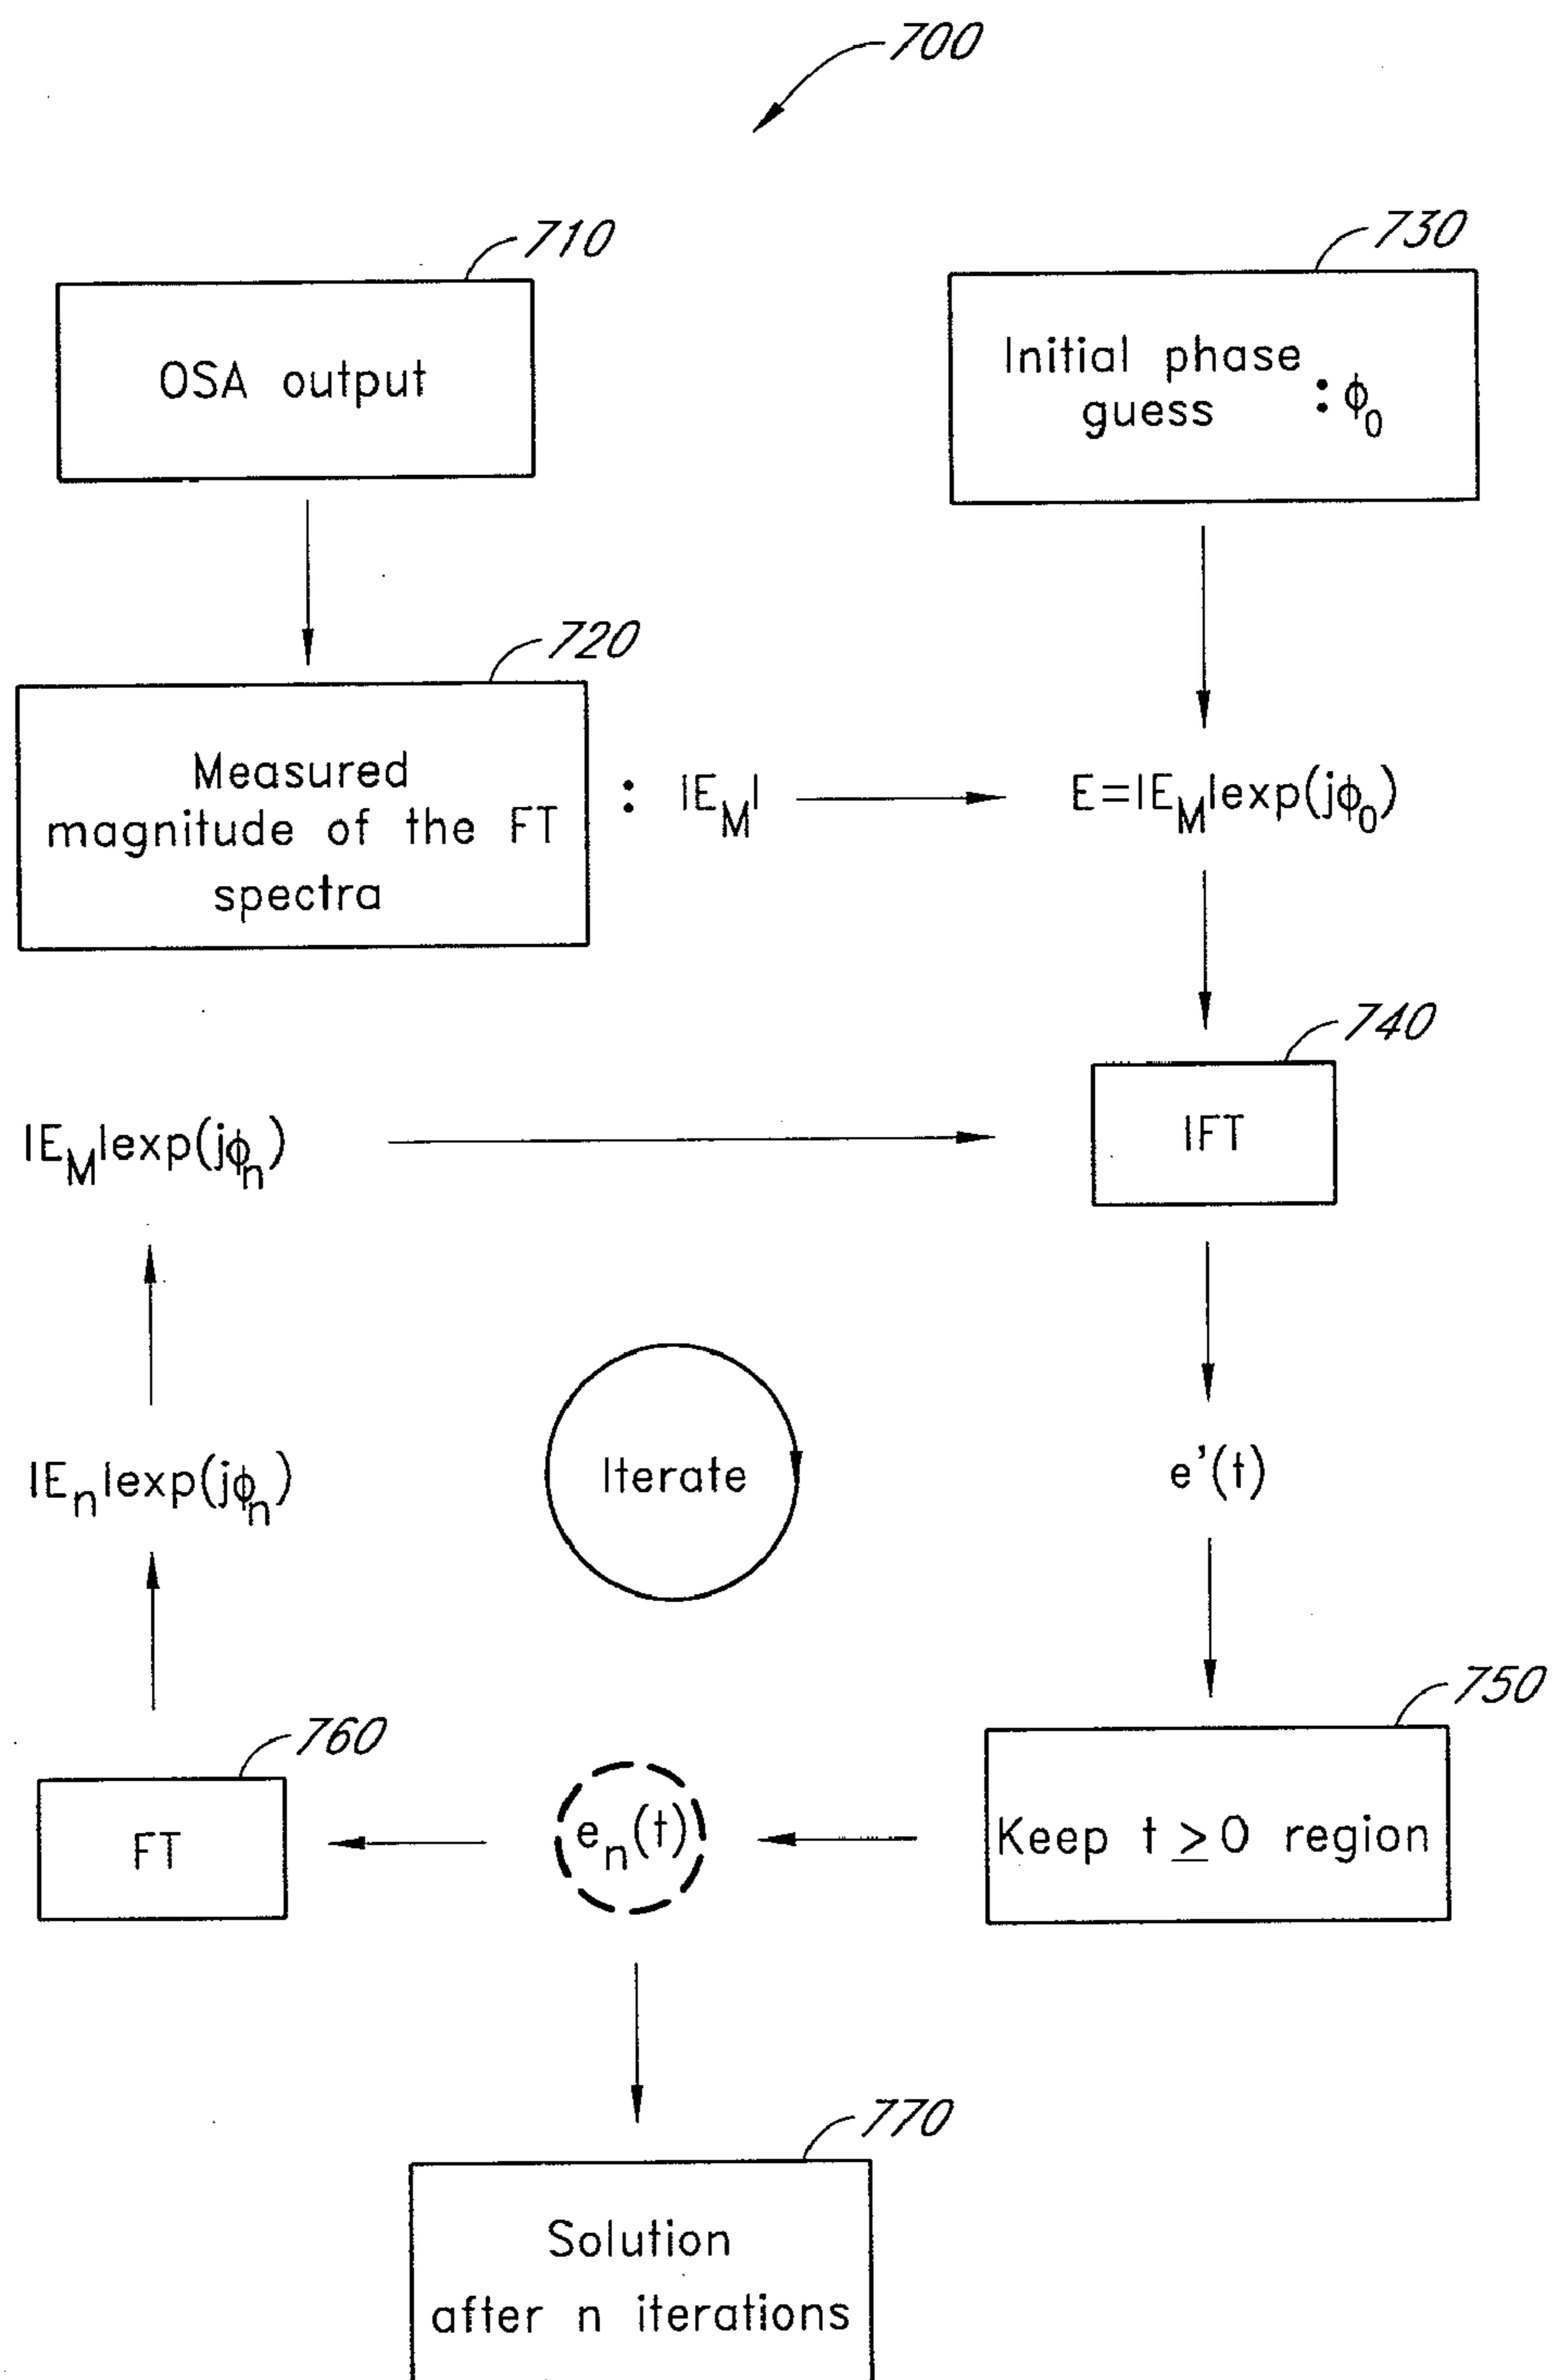 700
710
OSA output
730
Initial phase
guess : ϕ0
720
Measured
magnitude of the FT
spectra
: |EM|
E=|EM|exp(jϕ0)
740
IFT
|EM|exp(jϕn)
Iterate
e'(t)
|En|exp(jϕn)
750
Keep t ≥ 0 region
760
FT
en(t)
770
Solution
after n iterations